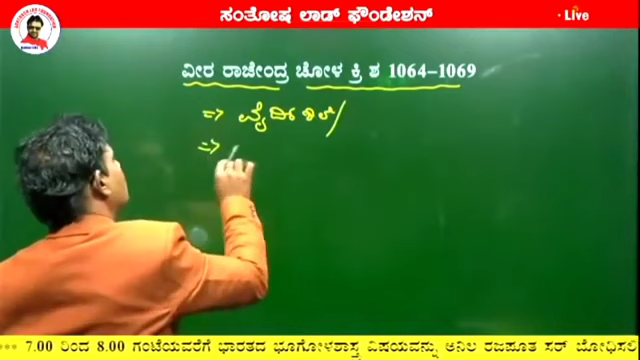 ಸಂತೋಷ ಲಾಡ್ ಫೌಂಡೇಶನ್
Live
ವೀರ ರಾಜೇಂದ್ರ ಚೋಳ ಕ್ರಿ ಶ 1064–1069
=>
=>
7.00 ರಿಂದ 8.00 ಗಂಟೆಯವರೆಗೆ ಭಾರತದ ಭೂಗೋಳಶಾಸ್ತ್ರ ವಿಷಯವನ್ನು ಅನಿಲ ರಜಪೂತ ಸರ್ ಬೋಧಿಸಲಿ